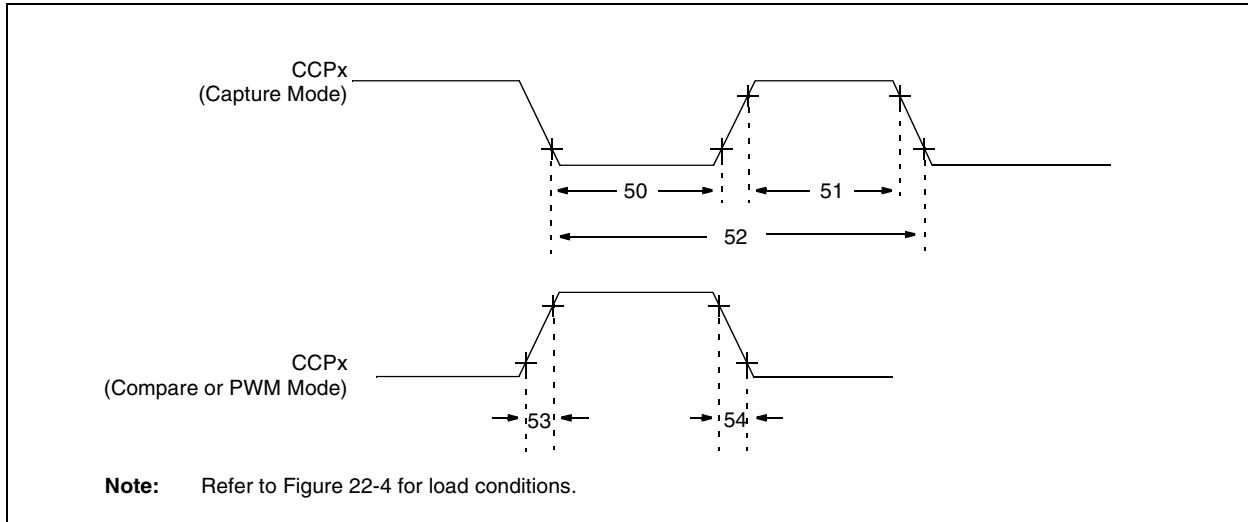 CCPx
(Capture Mode)
50
51
52
CCPx
(Compare or PWM Mode)
53
54
Note: Refer to Figure 22-4 for load conditions.